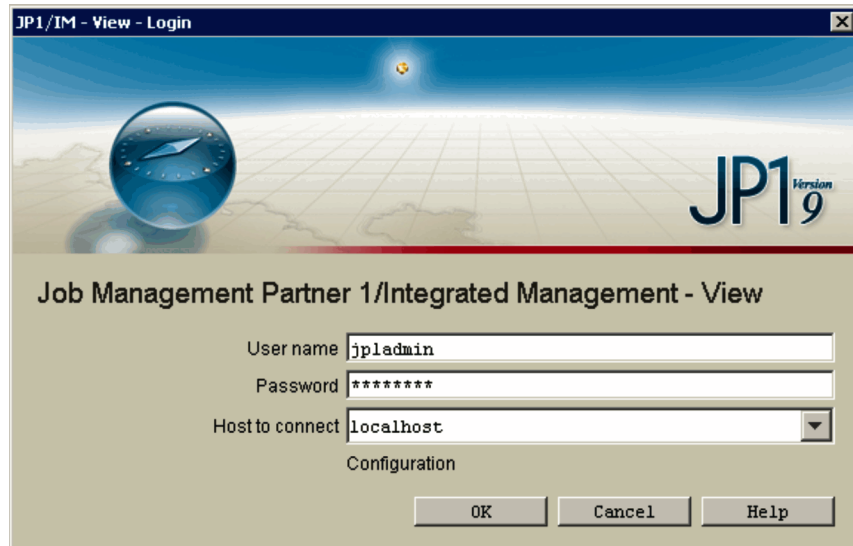 JP1/IM - View - Login
JP1 Version 9
Job Management Partner 1/Integrated Management - View
User name jp1admin
Password ********
Host to connect localhost
Configuration
OK Cancel Help